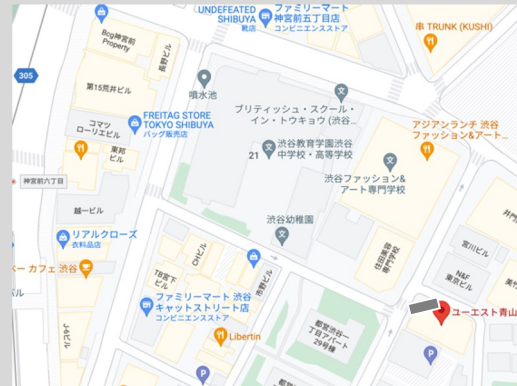 UNDEFEATED
SHIBUYA
靴店
ファミリーマート
神宮前五丁目店
コンビニエンスストア
串 TRUNK (KUSHI)
Bcg神宮前
Property
長野ビル
305
第15荒井ビル
噴水池
ブリティッシュ・スクール・
イン・トウキョウ (渋谷...
コマツ
ローリエビル
FREITAG STORE
TOKYO SHIBUYA
バッグ販売店
アジアンランチ 渋谷
ファッション&アート...
東邦
ビル
21
渋谷教育学園渋谷
中学校・高等学校
神宮前六丁目
渋谷ファッション&
アート専門学校
越一ビル
渋谷幼稚園
リアルクローズ
衣料品店
CHビル
住田美容
専門学校
宮川ビル
カフェ 渋谷
TB宮下
ビル
市野ビル
N&F
東京ビル
ファミリーマート 渋谷
キャットストリート店
コンビニエンスストア
ユーエスト青山
Libertin
都営渋谷一
丁目アパート
29号棟